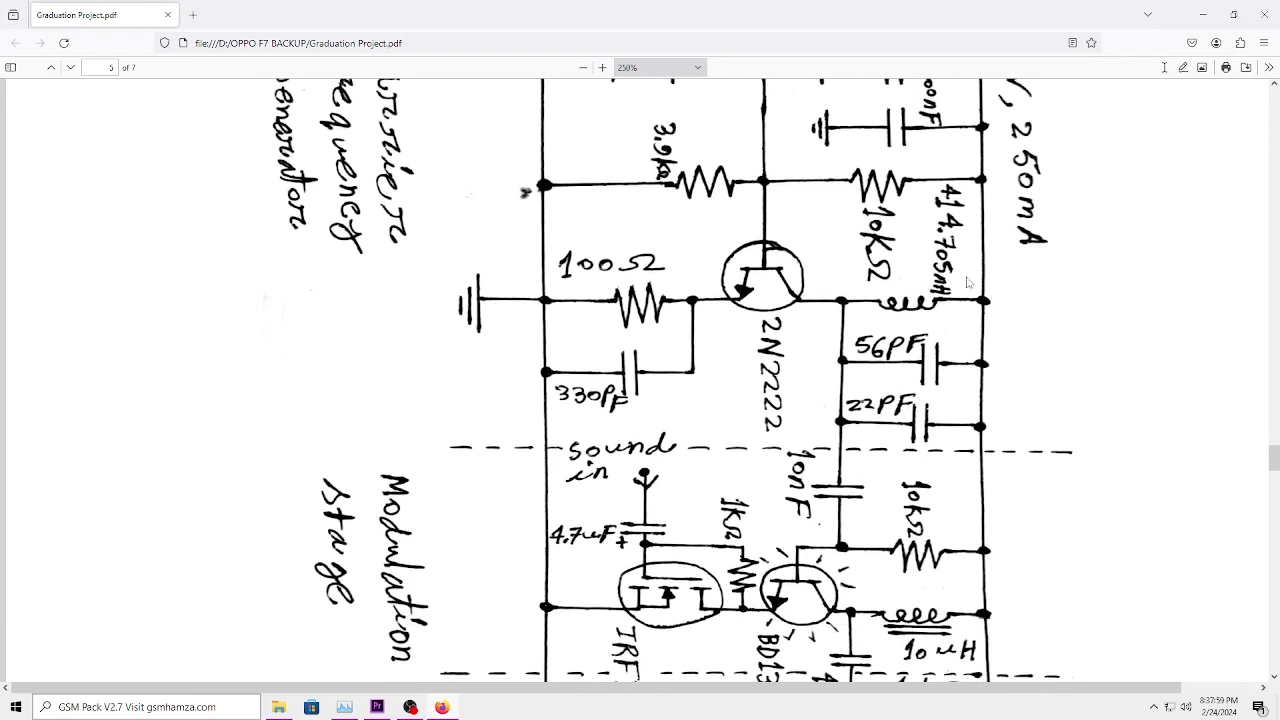 Graduation Project.pdf
file:///D:/OPPO F7 BACKUP/Graduation Project.pdf
5
of 7
250%
, 250mA
414.705nH
3.9kΩ
10KΩ
100Ω
2N2222
56PF
330PF
22PF
sound
in
10nF
10kΩ
1kΩ
4.7uF+
Modulation
stage
10uH
GSM Pack V2.7 Visit gsmhamza.com
8:37:59 PM
2/24/2024